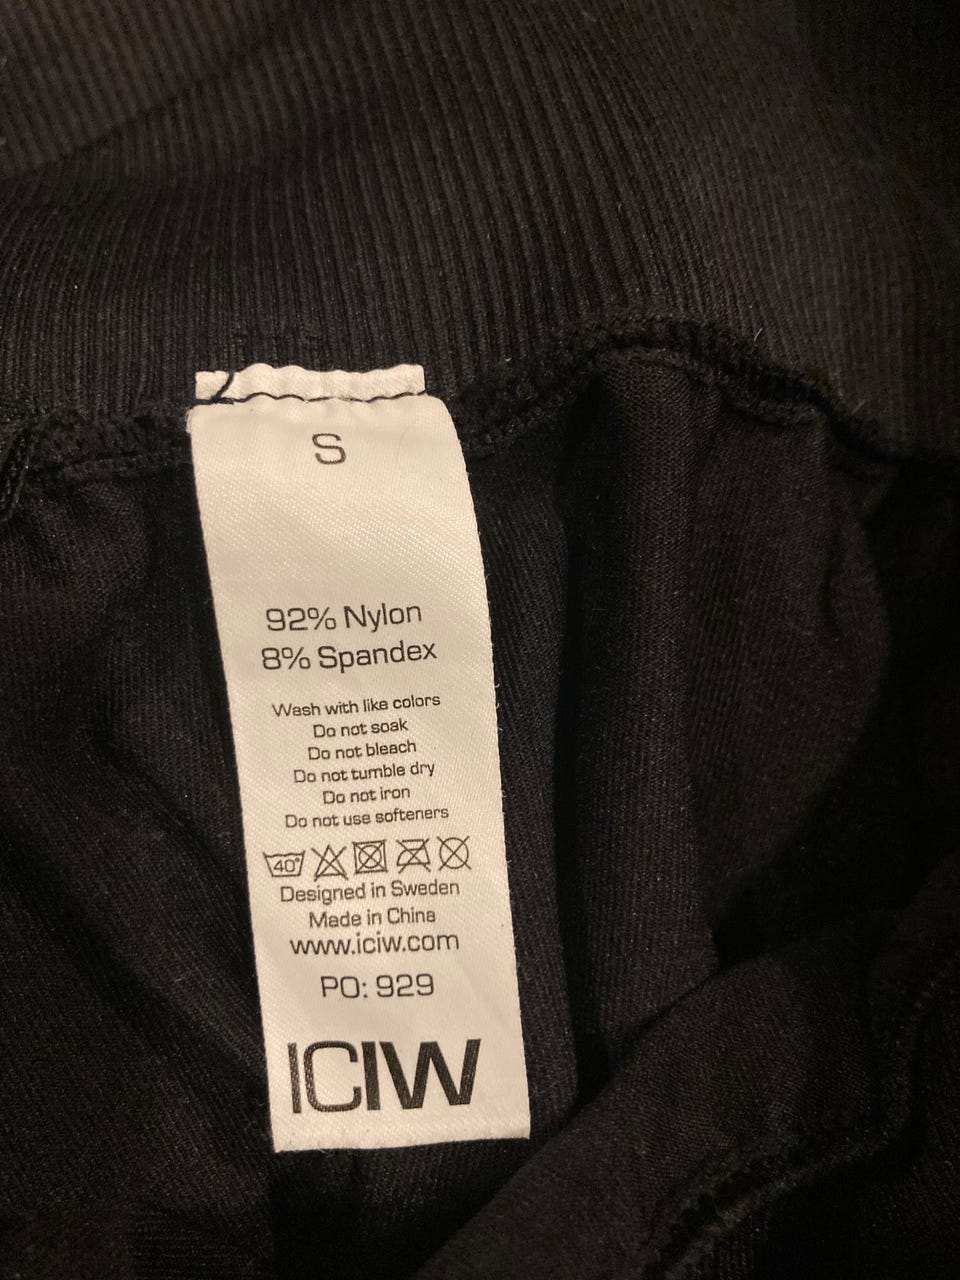 S
92% Nylon
8% Spandex
Wash with like colors
Do not soak
Do not bleach
Do not tumble dry
Do not iron
Do not use softeners
40°
Designed in Sweden
Made in China
www.iciw.com
PO: 929
ICIW